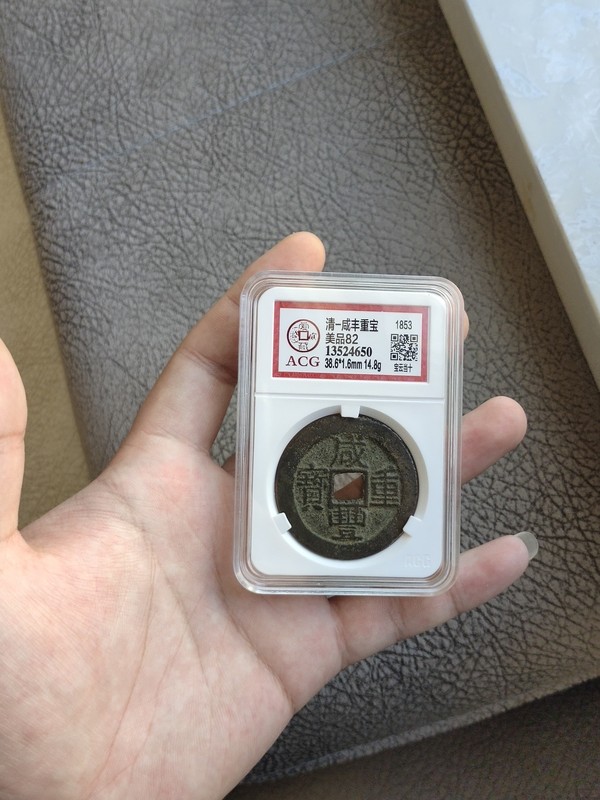 清-咸丰重宝 1853
美品82
ACG 13524650
38.6*1.6mm 14.8g 宝云当十
咸
寶 重
豐
ACG